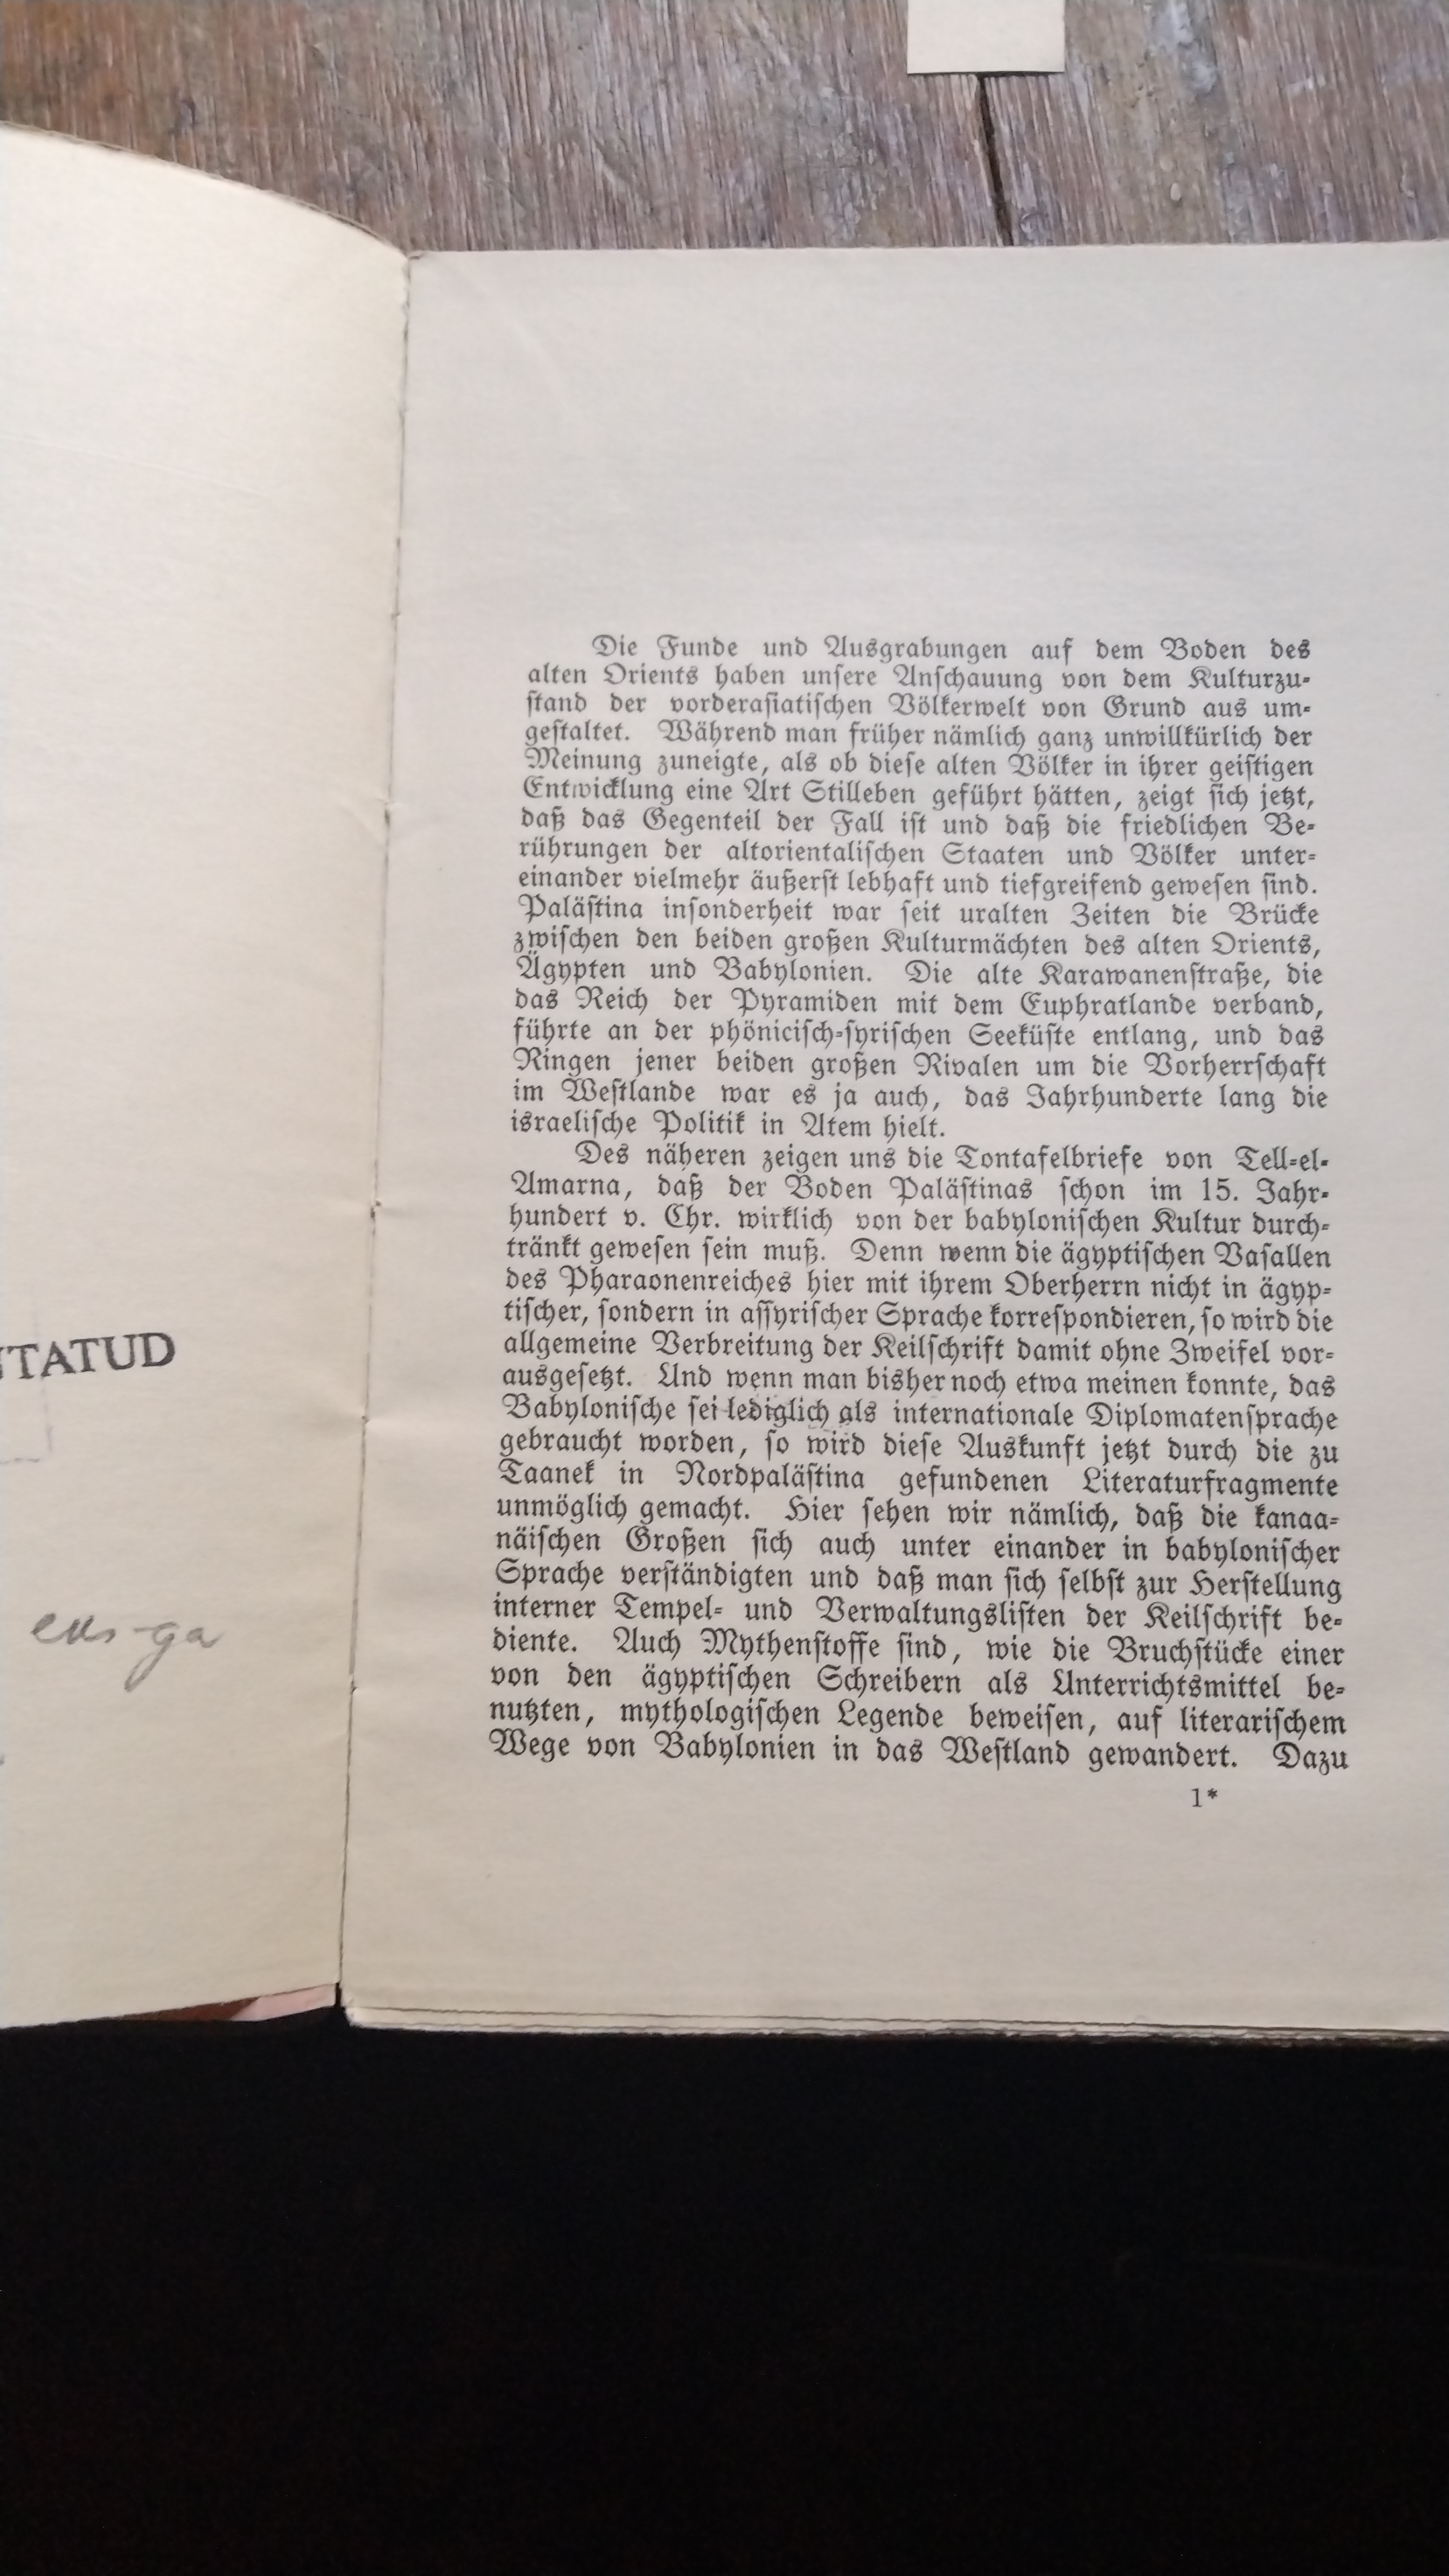 TATUD
Die Funde und Ausgrabungen auf dem Boden des
alten Orients haben unsere Anschauung von dem Kulturzu-
stand der vorderasiatischen Völkerwelt von Grund aus um-
gestaltet. Während man früher nämlich ganz unwillkürlich der
Meinung zuneigte, als ob diese alten Völker in ihrer geistigen
Entwicklung eine Art Stilleben geführt hätten, zeigt sich jetzt,
daß das Gegenteil der Fall ist und daß die friedlichen Be-
rührungen der altorientalischen Staaten und Völker unter-
einander vielmehr äußerst lebhaft und tiefgreifend gewesen sind.
Palästina insonderheit war seit uralten Zeiten die Brücke
zwischen den beiden großen Kulturmächten des alten Orients,
Ägypten und Babylonien. Die alte Karawanenstraße, die
das Reich der Pyramiden mit dem Euphratlande verband,
führte an der phönicisch-syrischen Seeküste entlang, und das
Ringen jener beiden großen Rivalen um die Vorherrschaft
im Westlande war es ja auch, das Jahrhunderte lang die
israelische Politik in Atem hielt.
Des näheren zeigen uns die Tontafelbriefe von Tell-el-
Amarna, daß der Boden Palästinas schon im 15. Jahr-
hundert v. Chr. wirklich von der babylonischen Kultur durch-
tränkt gewesen sein muß. Denn wenn die ägyptischen Vasallen
des Pharaonenreiches hier mit ihrem Oberherrn nicht in ägyp-
tischer, sondern in assyrischer Sprache korrespondieren, so wird die
allgemeine Verbreitung der Keilschrift damit ohne Zweifel vor-
ausgesetzt. Und wenn man bisher noch etwa meinen konnte, das
Babylonische sei lediglich als internationale Diplomatensprache
gebraucht worden, so wird diese Auskunft jetzt durch die zu
Taanek in Nordpalästina gefundenen Literaturfragmente
unmöglich gemacht. Hier sehen wir nämlich, daß die kanaa-
näischen Großen sich auch unter einander in babylonischer
Sprache verständigten und daß man sich selbst zur Herstellung
interner Tempel- und Verwaltungslisten der Keilschrift be-
diente. Auch Mythenstoffe sind, wie die Bruchstücke einer
von den ägyptischen Schreibern als Unterrichtsmittel be-
nutzten, mythologischen Legende beweisen, auf literarischem
Wege von Babylonien in das Westland gewandert. Dazu
1*